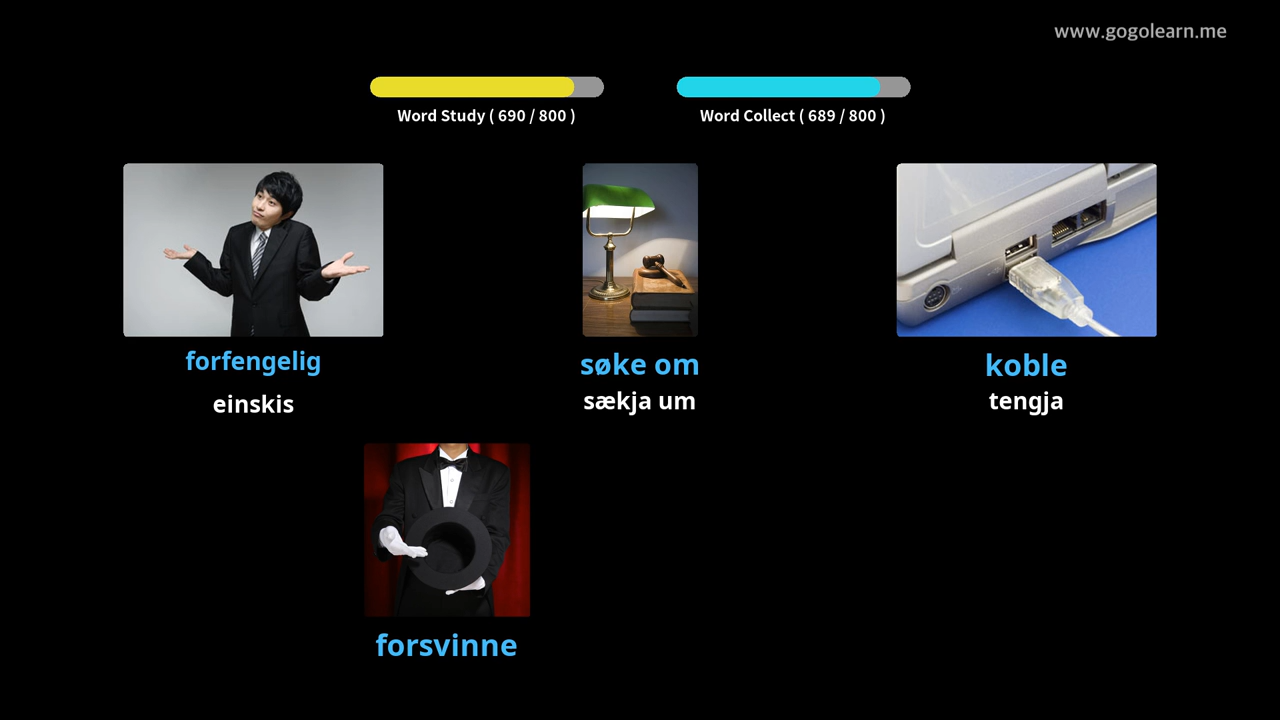 www.gogolearn.me
Word Study ( 690 / 800 )
Word Collect ( 689 / 800 )
forfengelig
einskis
søke om
sækja um
koble
tengja
forsvinne